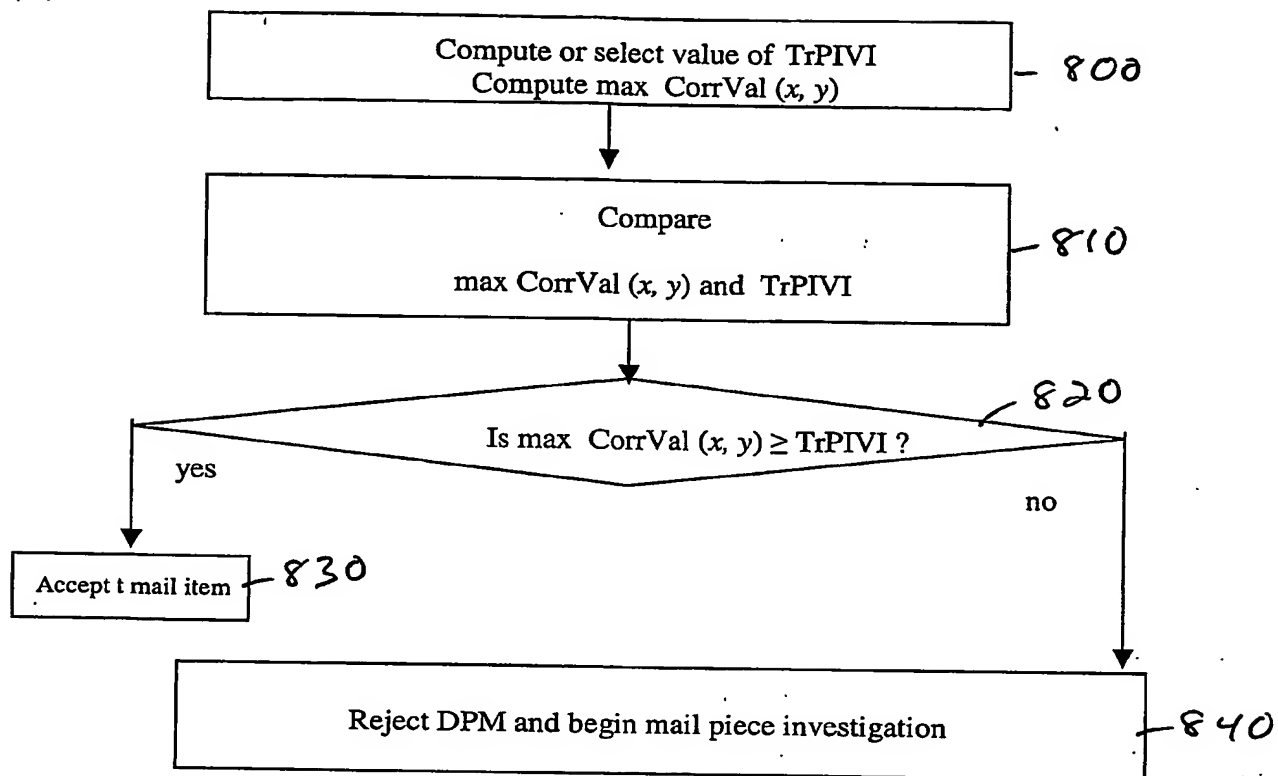 Compute or select value of TrPIVI
Compute max CorrVal (x, y)
800
Compare
810
max CorrVal (x, y) and TrPIVI
820
Is max CorrVal (x, y) ≥ TrPIVI ?
yes
no
Accept t mail item
830
Reject DPM and begin mail piece investigation
840